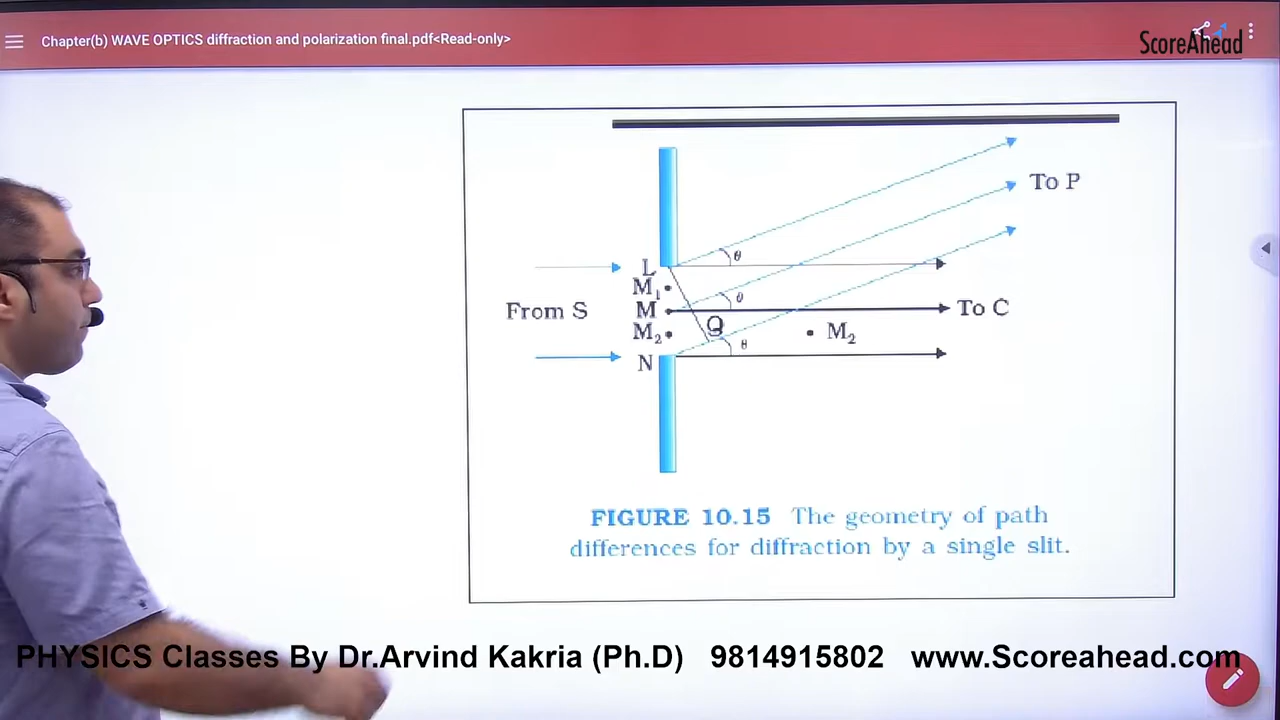 Chapter(b) WAVE OPTICS diffraction and polarization final.pdf<Read-only>
ScoreAhead
To P
θ
L
M₁
θ
From S
M
To C
Q
M₂
θ
M₂
N
FIGURE 10.15 The geometry of path
differences for diffraction by a single slit.
PHYSICS Classes By Dr.Arvind Kakria (Ph.D) 9814915802 www.Scoreahead.com